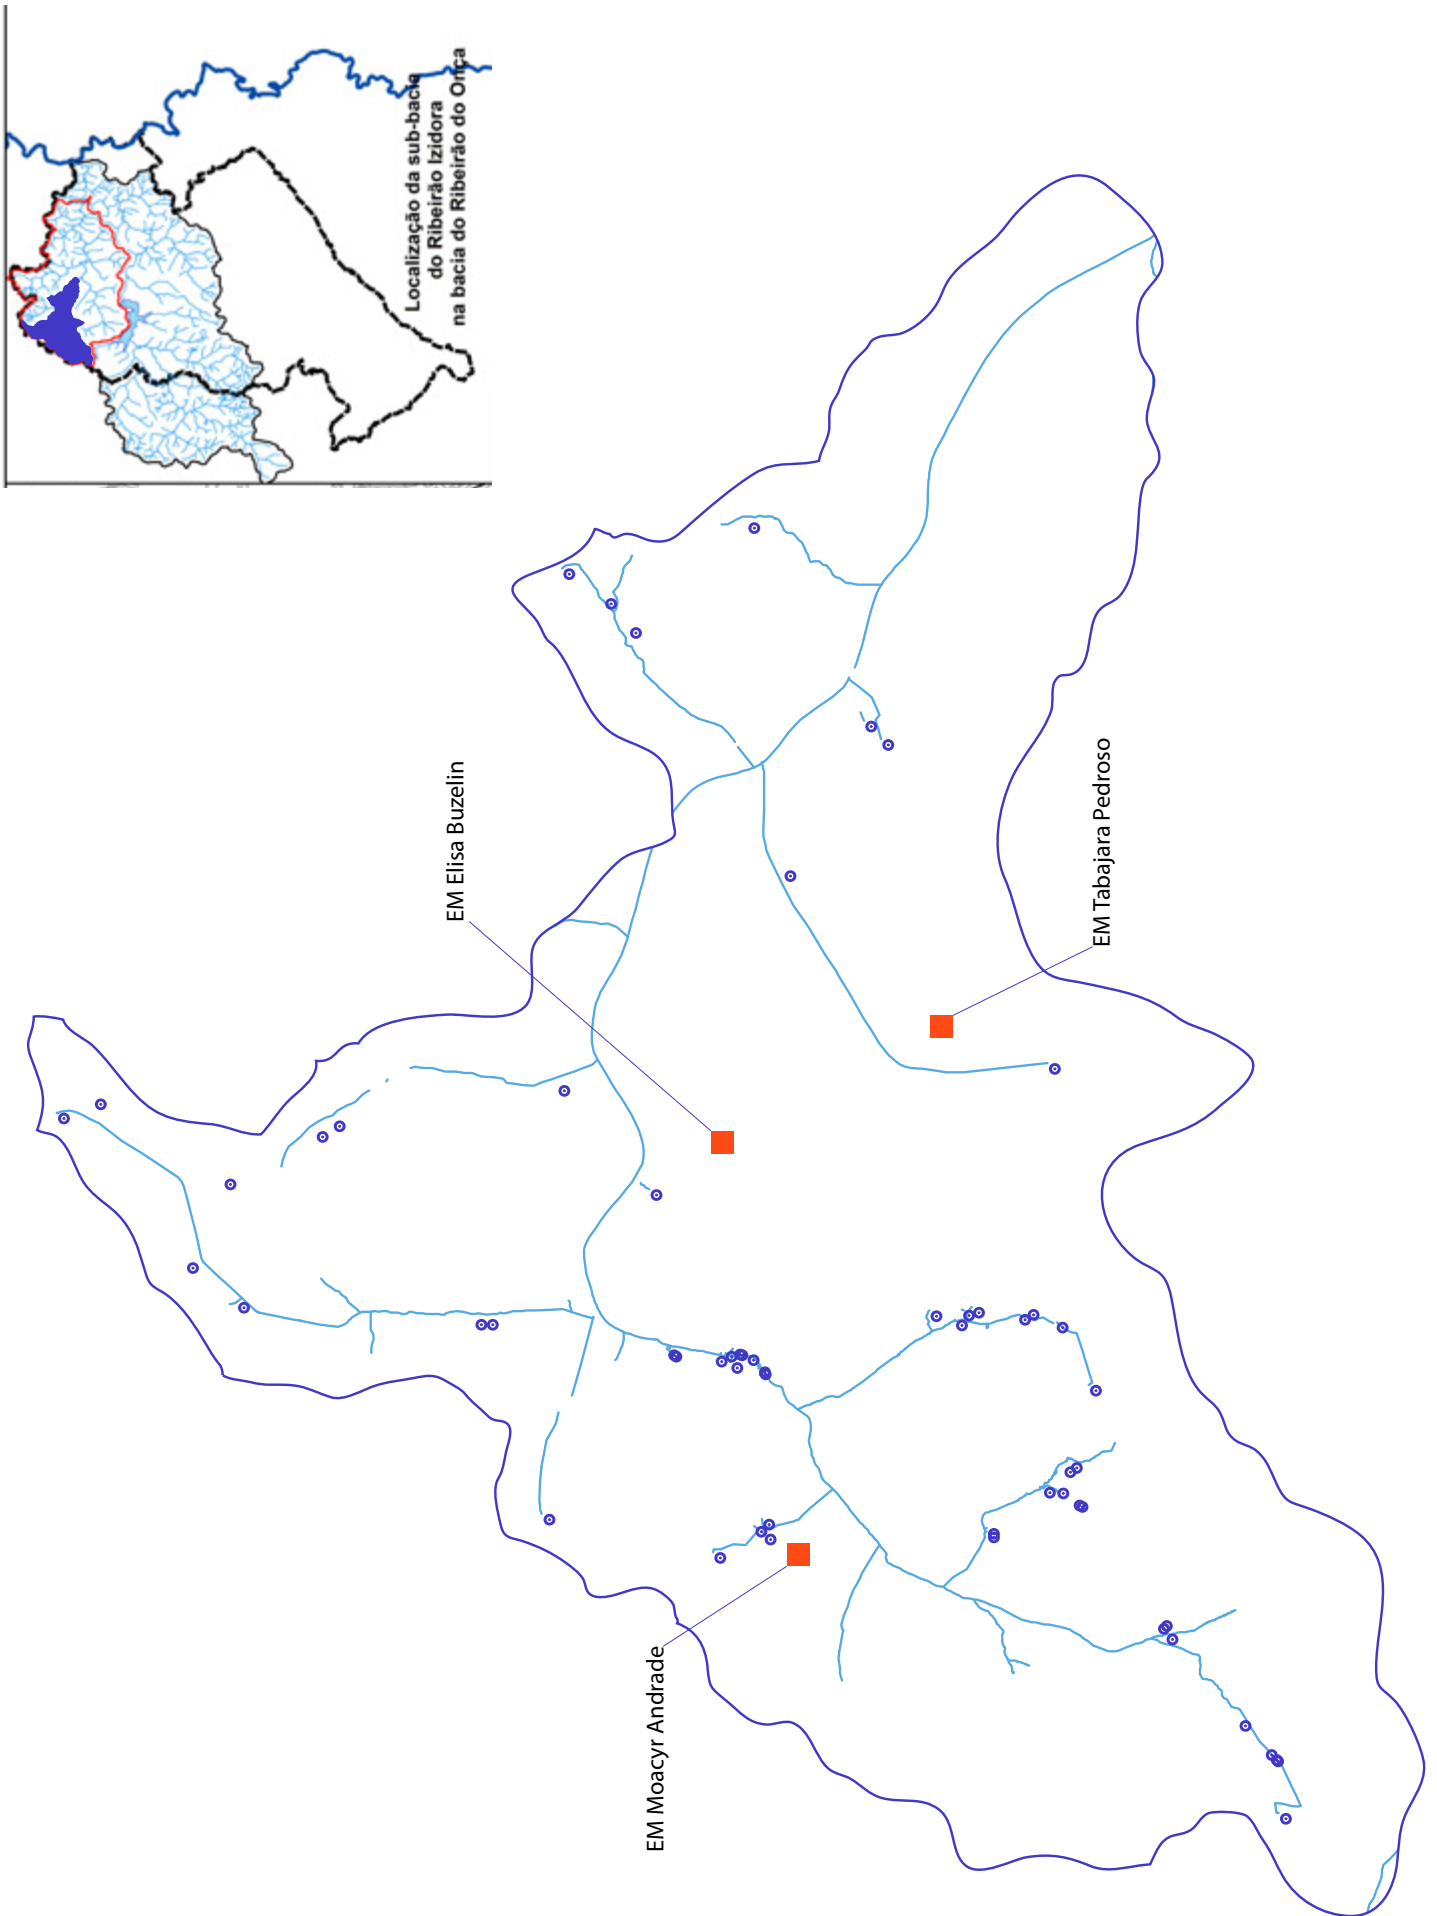 Localização da sub-bacia
do Ribeirão Izidora
na bacia do Ribeirão do Onça
EM Elisa Buzelin
EM Tabajara Pedroso
EM Moacyr Andrade